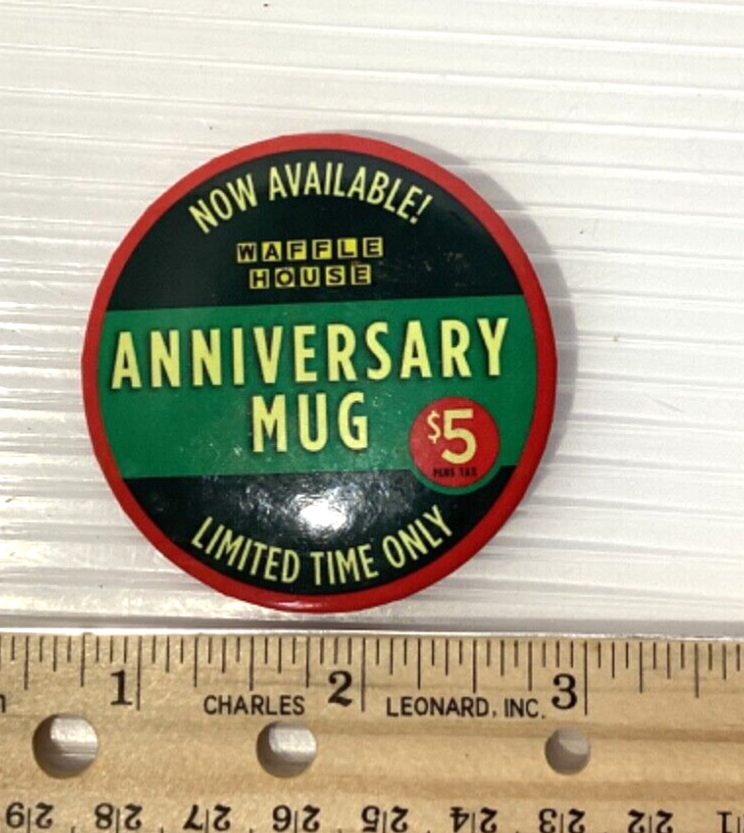 NOW AVAILABLE!
WAFFLE
HOUSE
ANNIVERSARY
MUG
$5
PLUS TAX
LIMITED TIME ONLY
1 2 3
CHARLES LEONARD, INC.
29 28 27 26 25 24 23 22